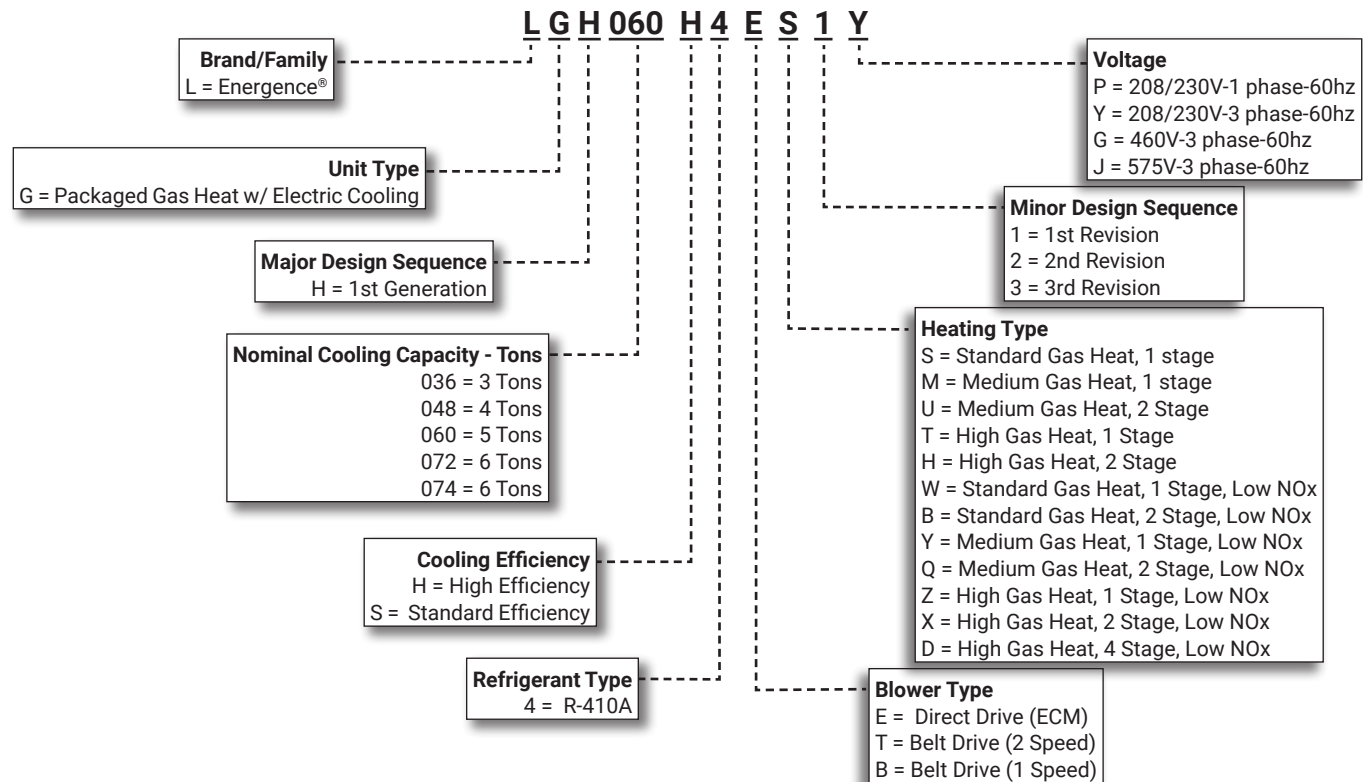 L G H 060 H 4 E S 1 Y
Brand/Family
L = Energence®
Unit Type
G = Packaged Gas Heat w/ Electric Cooling
Major Design Sequence
H = 1st Generation
Nominal Cooling Capacity - Tons
036 = 3 Tons
048 = 4 Tons
060 = 5 Tons
072 = 6 Tons
074 = 6 Tons
Cooling Efficiency
H = High Efficiency
S = Standard Efficiency
Refrigerant Type
4 = R-410A
Voltage
P = 208/230V-1 phase-60hz
Y = 208/230V-3 phase-60hz
G = 460V-3 phase-60hz
J = 575V-3 phase-60hz
Minor Design Sequence
1 = 1st Revision
2 = 2nd Revision
3 = 3rd Revision
Heating Type
S = Standard Gas Heat, 1 stage
M = Medium Gas Heat, 1 stage
U = Medium Gas Heat, 2 Stage
T = High Gas Heat, 1 Stage
H = High Gas Heat, 2 Stage
W = Standard Gas Heat, 1 Stage, Low NOx
B = Standard Gas Heat, 2 Stage, Low NOx
Y = Medium Gas Heat, 1 Stage, Low NOx
Q = Medium Gas Heat, 2 Stage, Low NOx
Z = High Gas Heat, 1 Stage, Low NOx
X = High Gas Heat, 2 Stage, Low NOx
D = High Gas Heat, 4 Stage, Low NOx
Blower Type
E = Direct Drive (ECM)
T = Belt Drive (2 Speed)
B = Belt Drive (1 Speed)